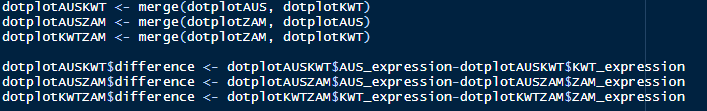 dotplotAUSKWT <- merge(dotplotAUS, dotplotKWT)
dotplotAUSZAM <- merge(dotplotZAM, dotplotAUS)
dotplotKWTZAM <- merge(dotplotZAM, dotplotKWT)
dotplotAUSKWT$difference <- dotplotAUSKWT$AUS_expression-dotplotAUSKWT$KWT_expression
dotplotAUSZAM$difference <- dotplotAUSZAM$AUS_expression-dotplotAUSZAM$ZAM_expression
dotplotKWTZAM$difference <- dotplotKWTZAM$KWT_expression-dotplotKWTZAM$ZAM_expression